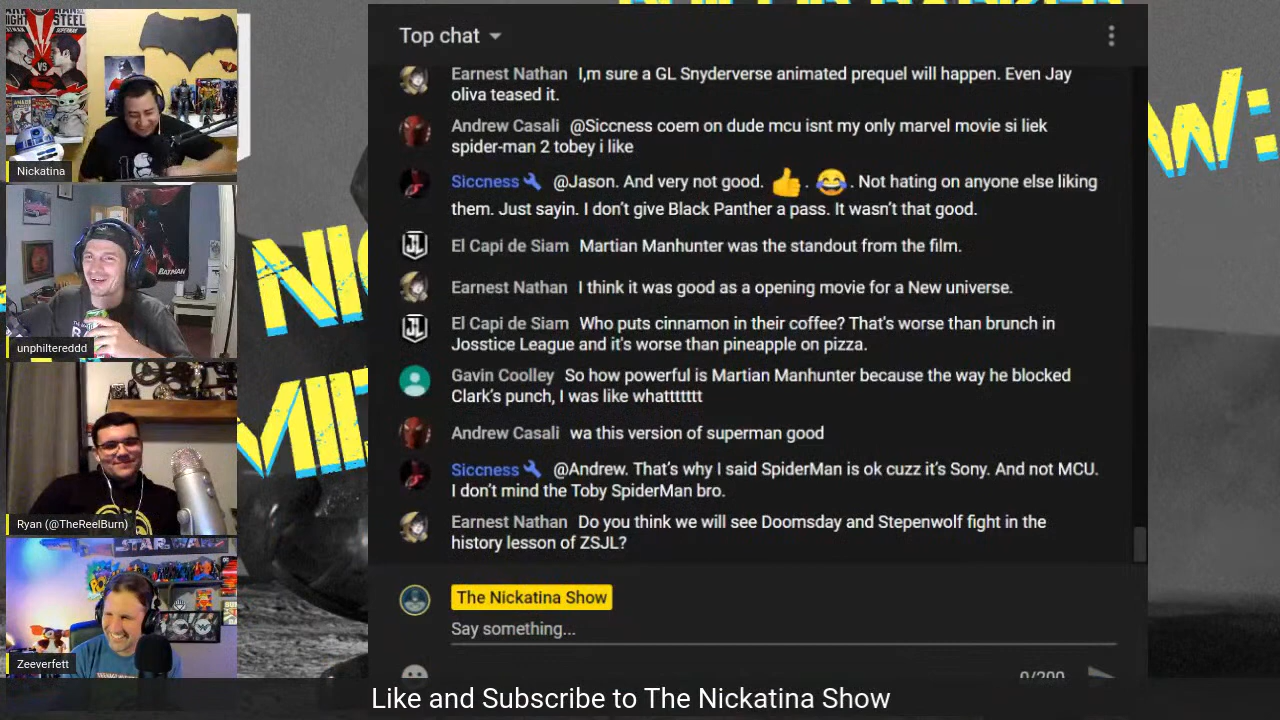 Top chat
Earnest Nathan I,m sure a GL Snyderverse animated prequel will happen. Even Jay
oliva teased it.
Andrew Casali @Siccness coem on dude mcu isnt my only marvel movie si liek
spider-man 2 tobey i like
Siccness @Jason. And very not good. 👍. 😂. Not hating on anyone else liking
them. Just sayin. I don't give Black Panther a pass. It wasn't that good.
El Capi de Siam Martian Manhunter was the standout from the film.
Earnest Nathan I think it was good as a opening movie for a New universe.
El Capi de Siam Who puts cinnamon in their coffee? That's worse than brunch in
Josstice League and it's worse than pineapple on pizza.
Gavin Coolley So how powerful is Martian Manhunter because the way he blocked
Clark's punch, I was like whattttttt
Andrew Casali wa this version of superman good
Siccness @Andrew. That's why I said SpiderMan is ok cuzz it's Sony. And not MCU.
I don't mind the Toby SpiderMan bro.
Earnest Nathan Do you think we will see Doomsday and Stepenwolf fight in the
history lesson of ZSJL?
The Nickatina Show
Say something...
0/200
Nickatina
unphiltereddd
BATMAN
Ryan (@TheReelBurn)
STAR WARS
Zeeverfett
STEEL
VS
JL
JL
Like and Subscribe to The Nickatina Show